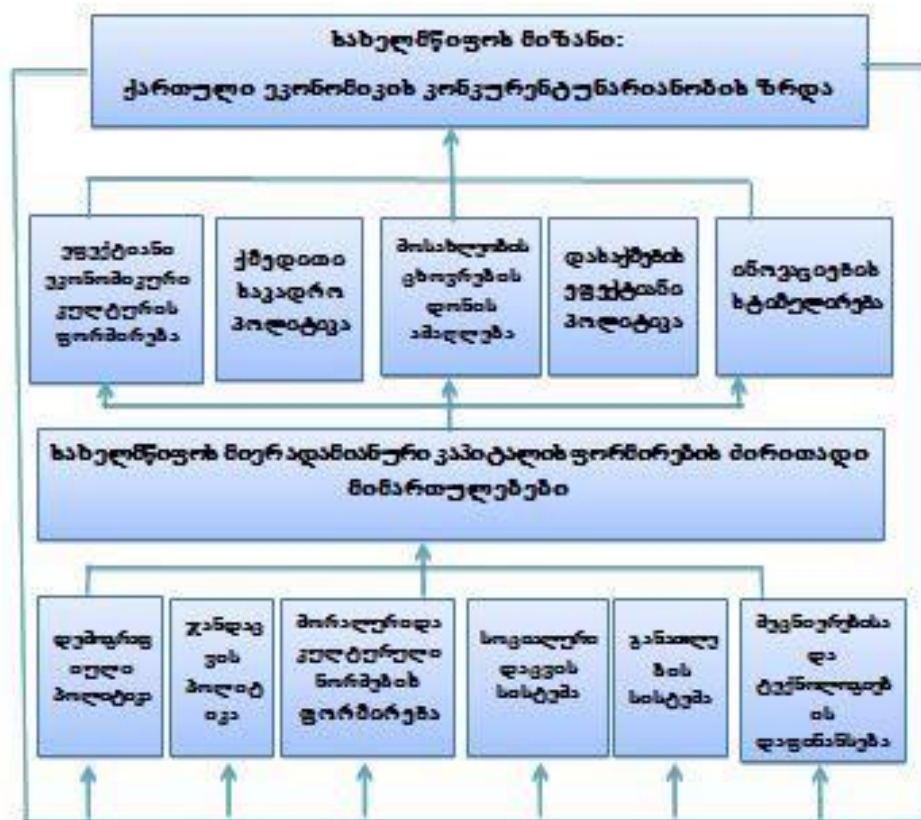 სახელმწიფოს მიზანი:
ქართული ეკონომიკის კონკურენტუნარიანობის ზრდა
ეფექტიანი
ეკონომიკური
კულტურის
ფორმირება
ქმედითი
საკადრო
პოლიტიკა
მოსახლეობის
ცხოვრების
დონის
ამაღლება
დასაქმების
ეფექტიანი
პოლიტიკა
ინოვაციების
სტიმულირება
სახელმწიფოს მიერ ადამიანური კაპიტალის ფორმირების ძირითადი
მიმართულებები
დემოგრაფ
იული
პოლიტიკა
ჯანდაც
ვის
პოლიტ
იკა
მორალური და
კულტურული
ნორმების
ფორმირება
სოციალური
დაცვის
სისტემა
განათლე
ბის
სისტემა
მეცნიერებისა
და
ტექნოლოგიებ
ის
დაფინანსება